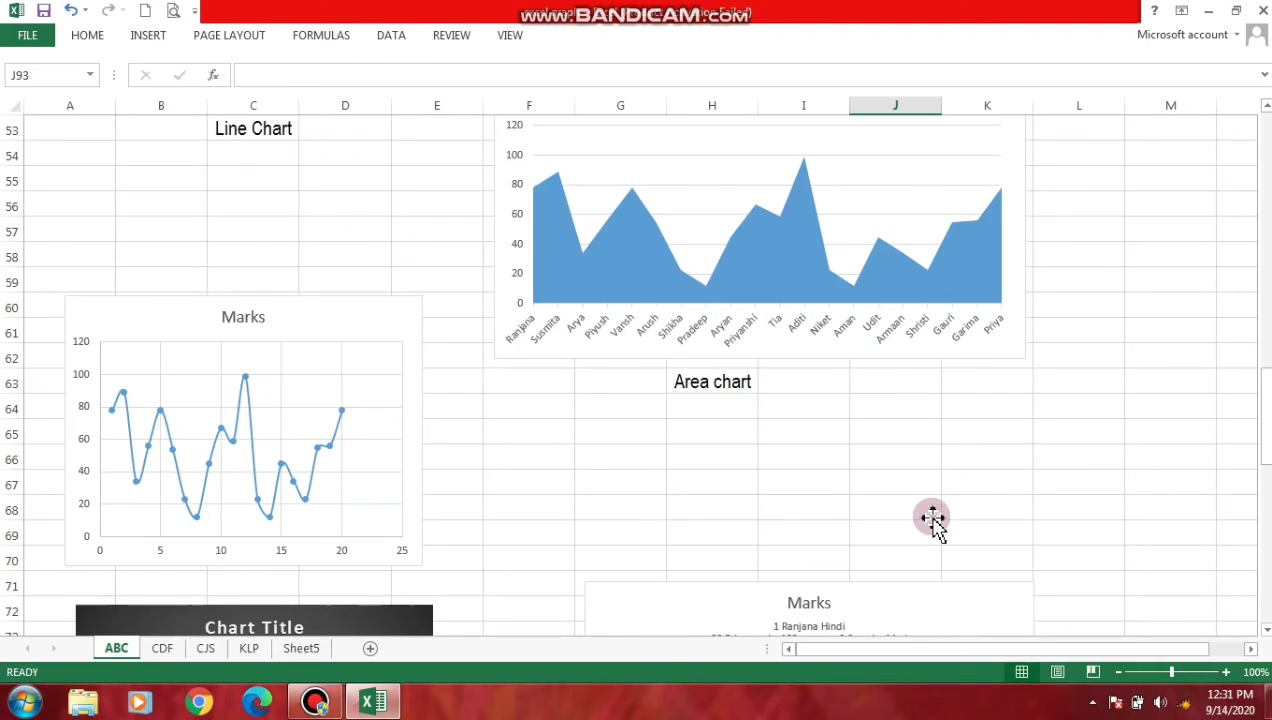 www.BANDICAM.com
FILE HOME INSERT PAGE LAYOUT FORMULAS DATA REVIEW VIEW Microsoft account
J93 fx
A B C D E F G H I J K L M
53 54 55 56 57 58 59 60 61 62 63 64 65 66 67 68 69 70 71 72
Line Chart
120
100
80
60
40
20
0
Ranjana Susmita Arya Piyush Vansh Arush Shikha Pradeep Aryan Priyanshi Tia Aditi Niket Aman Udit Armaan Shristi Gauri Garima Priya
Area chart
Marks
120
100
80
60
40
20
0
0 5 10 15 20 25
Chart Title
Marks
1 Ranjana Hindi
ABC CDF CJS KLP Sheet5
READY 100%
12:31 PM
9/14/2020